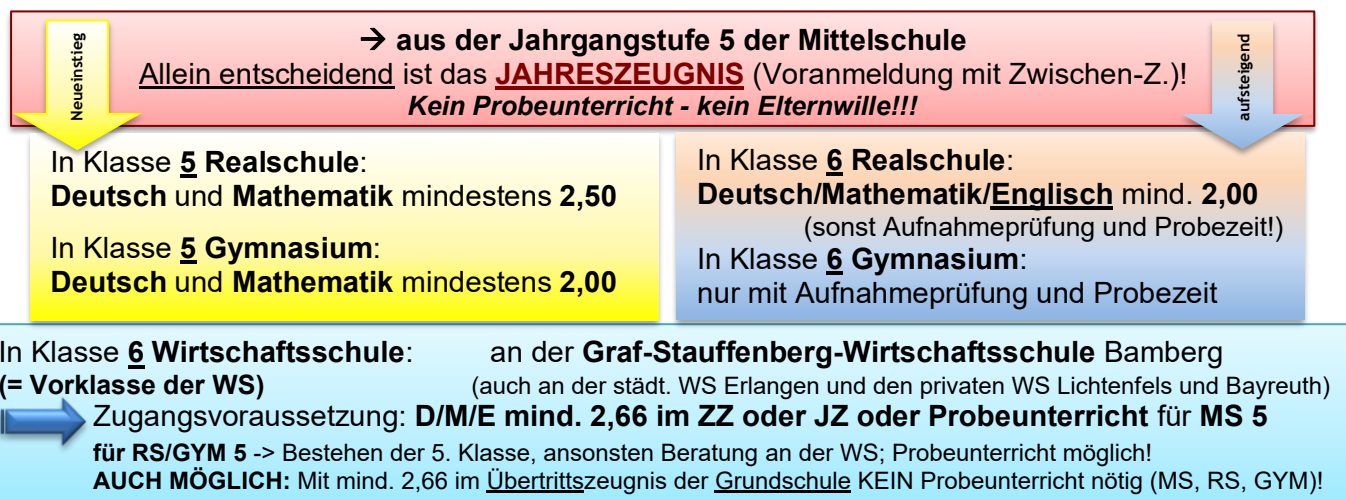 Neueinstieg
→ aus der Jahrgangstufe 5 der Mittelschule
Allein entscheidend ist das JAHRESZEUGNIS (Voranmeldung mit Zwischen-Z.)!
Kein Probeunterricht - kein Elternwille!!!
aufsteigend
In Klasse 5 Realschule:
Deutsch und Mathematik mindestens 2,50
In Klasse 5 Gymnasium:
Deutsch und Mathematik mindestens 2,00
In Klasse 6 Realschule:
Deutsch/Mathematik/Englisch mind. 2,00
(sonst Aufnahmeprüfung und Probezeit!)
In Klasse 6 Gymnasium:
nur mit Aufnahmeprüfung und Probezeit
In Klasse 6 Wirtschaftsschule: an der Graf-Stauffenberg-Wirtschaftsschule Bamberg
(= Vorklasse der WS) (auch an der städt. WS Erlangen und den privaten WS Lichtenfels und Bayreuth)
Zugangsvoraussetzung: D/M/E mind. 2,66 im ZZ oder JZ oder Probeunterricht für MS 5
für RS/GYM 5 -> Bestehen der 5. Klasse, ansonsten Beratung an der WS; Probeunterricht möglich!
AUCH MÖGLICH: Mit mind. 2,66 im Übertrittszeugnis der Grundschule KEIN Probeunterricht nötig (MS, RS, GYM)!